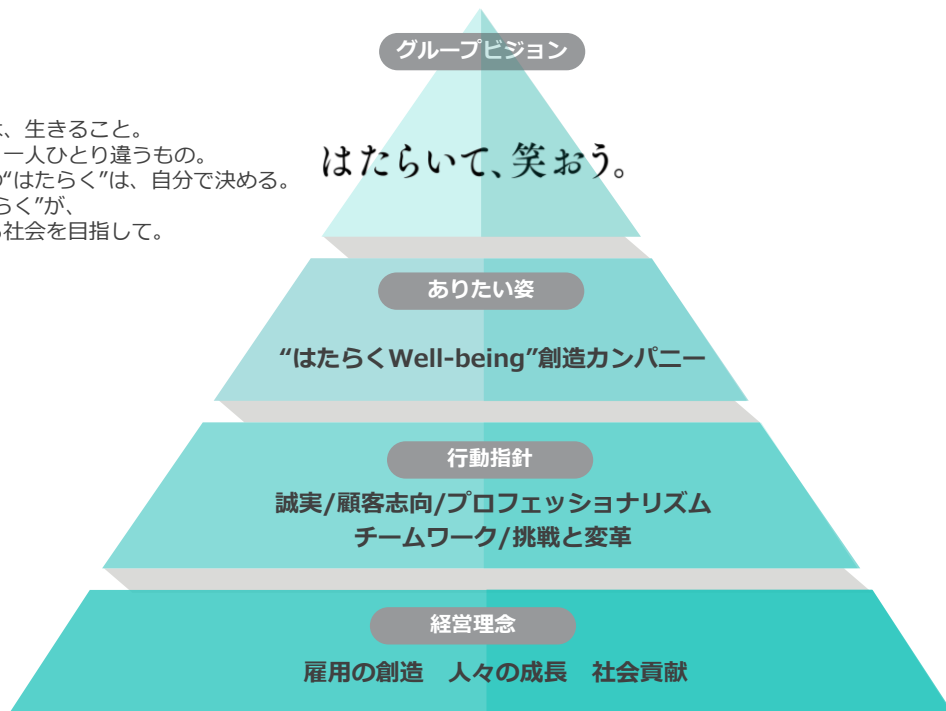 グループビジョン
、生きること。
一人ひとり違うもの。
“はたらく”は、自分で決める。
らく”が、
社会を目指して。
はたらいて、笑おう。
ありたい姿
“はたらくWell-being”創造カンパニー
行動指針
誠実/顧客志向/プロフェッショナリズム
チームワーク/挑戦と変革
経営理念
雇用の創造　人々の成長　社会貢献